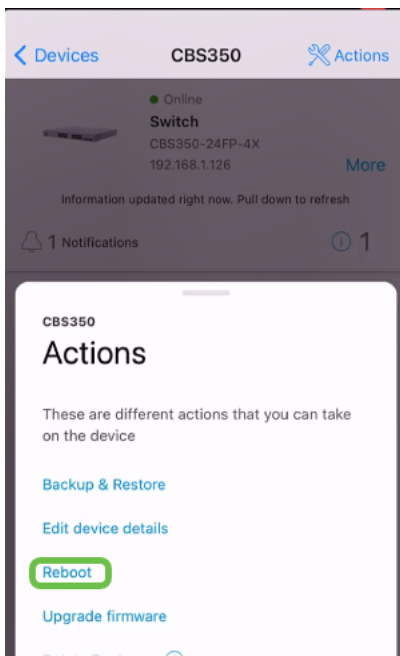 Devices CBS350 Actions
Online
Switch
CBS350-24FP-4X
192.168.1.126 More
Information updated right now. Pull down to refresh
1 Notifications 1
CBS350
Actions
These are different actions that you can take
on the device
Backup & Restore
Edit device details
Reboot
Upgrade firmware